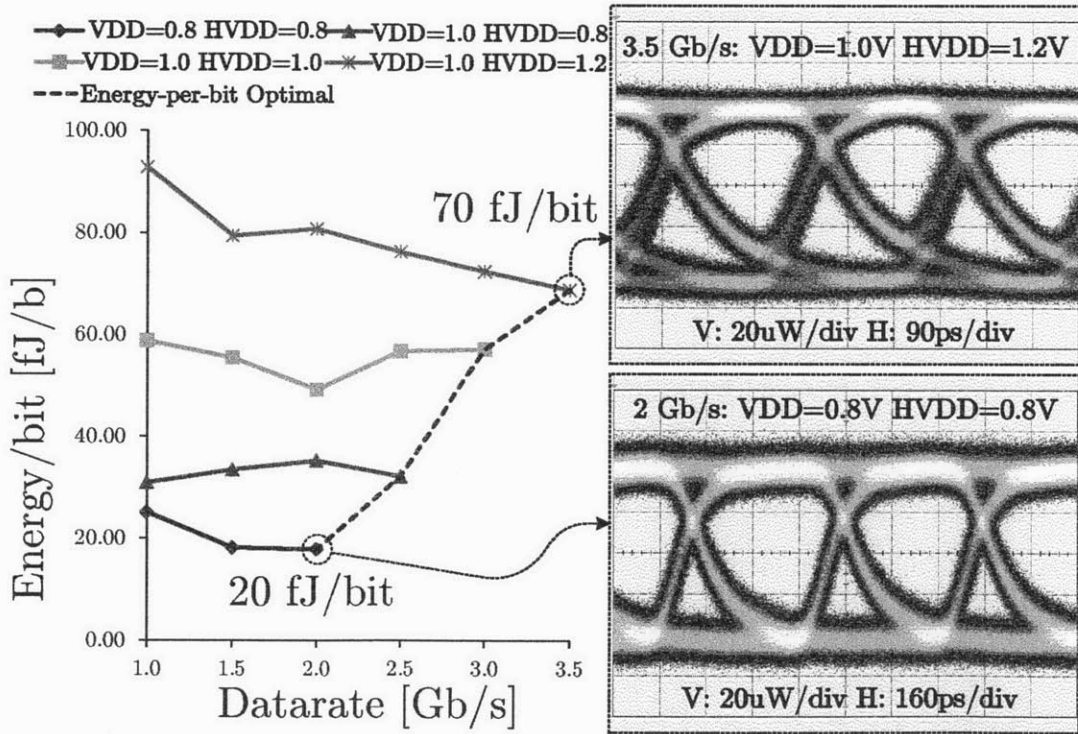 VDD=0.8 HVDD=0.8 VDD=1.0 HVDD=0.8
VDD=1.0 HVDD=1.0 VDD=1.0 HVDD=1.2
Energy-per-bit Optimal
100.00
80.00
60.00
40.00
20.00
0.00
Energy/bit [fJ/b]
1.0 1.5 2.0 2.5 3.0 3.5
Datarate [Gb/s]
70 fJ/bit
20 fJ/bit
3.5 Gb/s: VDD=1.0V HVDD=1.2V
V: 20uW/div H: 90ps/div
2 Gb/s: VDD=0.8V HVDD=0.8V
V: 20uW/div H: 160ps/div